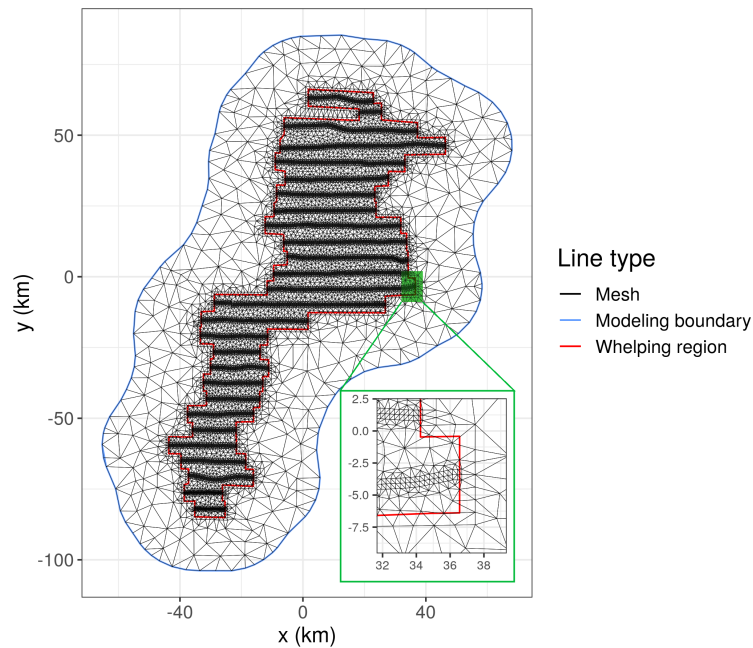 50
0
-50
-100
y (km)
-40
0
40
x (km)
2.5
0.0
-2.5
-5.0
-7.5
32
34
36
38
Line type
Mesh
Modeling boundary
Whelping region